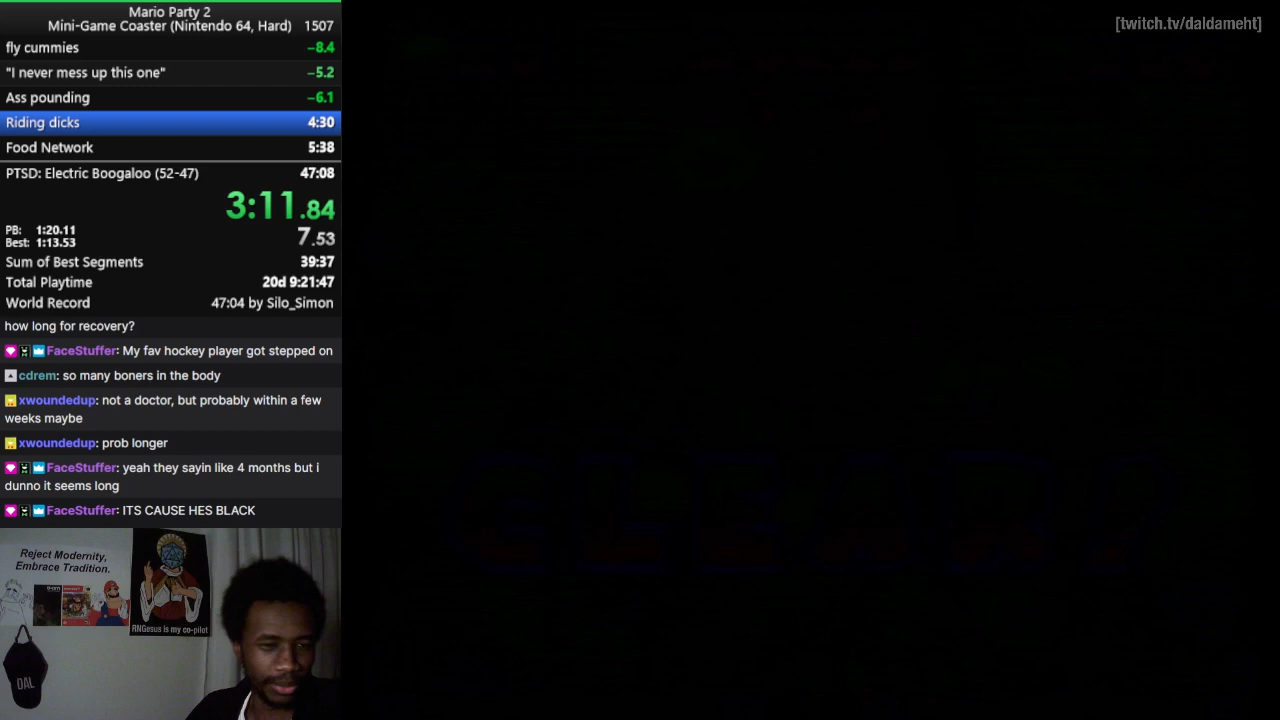 [twitch.tv/daldameht]
Mario Party 2
Mini-Game Coaster (Nintendo 64, Hard) 1507
fly cummies −8.4
"I never mess up this one" −5.2
Ass pounding −6.1
Riding dicks 4:30
Food Network 5:38
PTSD: Electric Boogaloo (52-47) 47:08
3:11.84
PB: 1:20.11
Best: 1:13.53
7.53
Sum of Best Segments 39:37
Total Playtime 20d 9:21:47
World Record 47:04 by Silo_Simon
how long for recovery?
FaceStuffer: My fav hockey player got stepped on
cdrem: so many boners in the body
xwoundedup: not a doctor, but probably within a few
weeks maybe
xwoundedup: prob longer
FaceStuffer: yeah they sayin like 4 months but i
dunno it seems long
FaceStuffer: ITS CAUSE HES BLACK
Reject Modernity,
Embrace Tradition.
RNGesus is my co-pilot
DAL